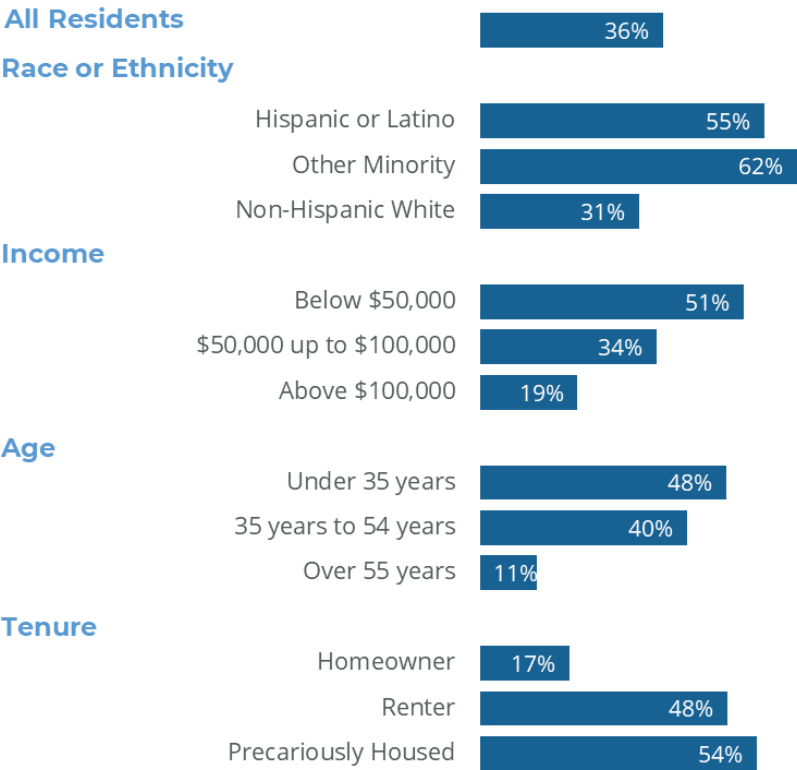 All Residents 36%
Race or Ethnicity
Hispanic or Latino 55%
Other Minority 62%
Non-Hispanic White 31%
Income
Below $50,000 51%
$50,000 up to $100,000 34%
Above $100,000 19%
Age
Under 35 years 48%
35 years to 54 years 40%
Over 55 years 11%
Tenure
Homeowner 17%
Renter 48%
Precariously Housed 54%